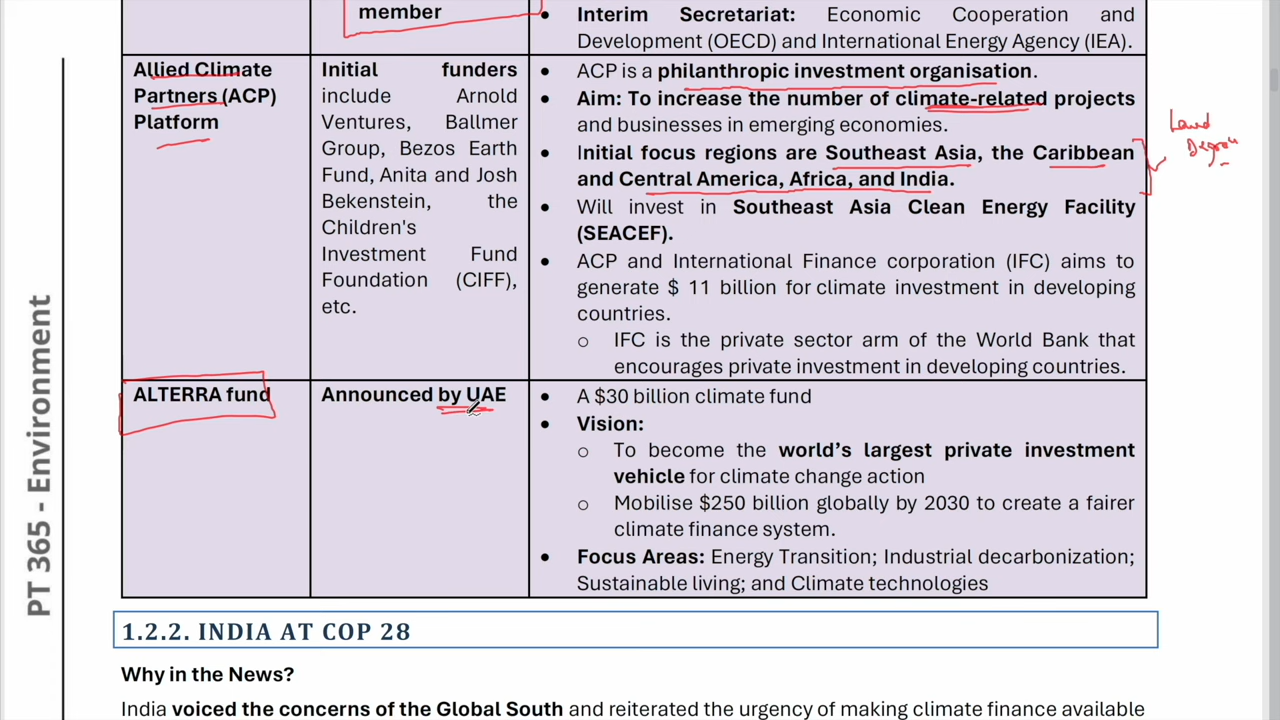 member
• Interim Secretariat: Economic Cooperation and
Development (OECD) and International Energy Agency (IEA).
Allied Climate
Partners (ACP)
Platform
Initial funders
include Arnold
Ventures, Ballmer
Group, Bezos Earth
Fund, Anita and Josh
Bekenstein, the
Children's
Investment Fund
Foundation (CIFF),
etc.
• ACP is a philanthropic investment organisation.
• Aim: To increase the number of climate-related projects
and businesses in emerging economies.
• Initial focus regions are Southeast Asia, the Caribbean
and Central America, Africa, and India.
• Will invest in Southeast Asia Clean Energy Facility
(SEACEF).
• ACP and International Finance corporation (IFC) aims to
generate $ 11 billion for climate investment in developing
countries.
o IFC is the private sector arm of the World Bank that
encourages private investment in developing countries.
Land
ALTERRA fund
Announced by UAE
• A $30 billion climate fund
• Vision:
o To become the world’s largest private investment
vehicle for climate change action
o Mobilise $250 billion globally by 2030 to create a fairer
climate finance system.
• Focus Areas: Energy Transition; Industrial decarbonization;
Sustainable living; and Climate technologies
PT 365 - Environment
1.2.2. INDIA AT COP 28
Why in the News?
India voiced the concerns of the Global South and reiterated the urgency of making climate finance available